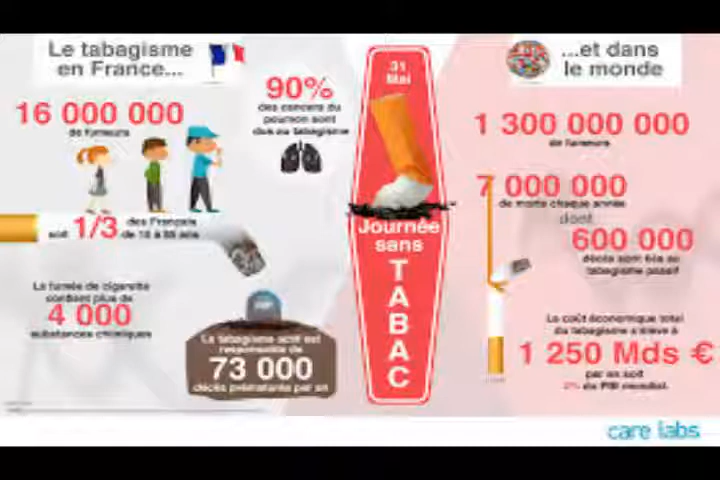 Le tabagisme
en France...
16 000 000
de fumeurs
soit 1/3 des Français
de 15 à 85 ans
La fumée de cigarette
contient plus de
4 000
substances chimiques
90%
des cancers du
poumon sont
dus au tabagisme
La tabagisme actif est
responsable de
73 000
décès prématurés par an
31
Mai
Journée
sans
TABAC
...et dans
le monde
1 300 000 000
de fumeurs
7 000 000
de morts chaque année
dont
600 000
décès sont liés au
tabagisme passif
Le coût économique total
du tabagisme s'élève à
1 250 Mds €
par an soit
2% du PIB mondial.
care labs